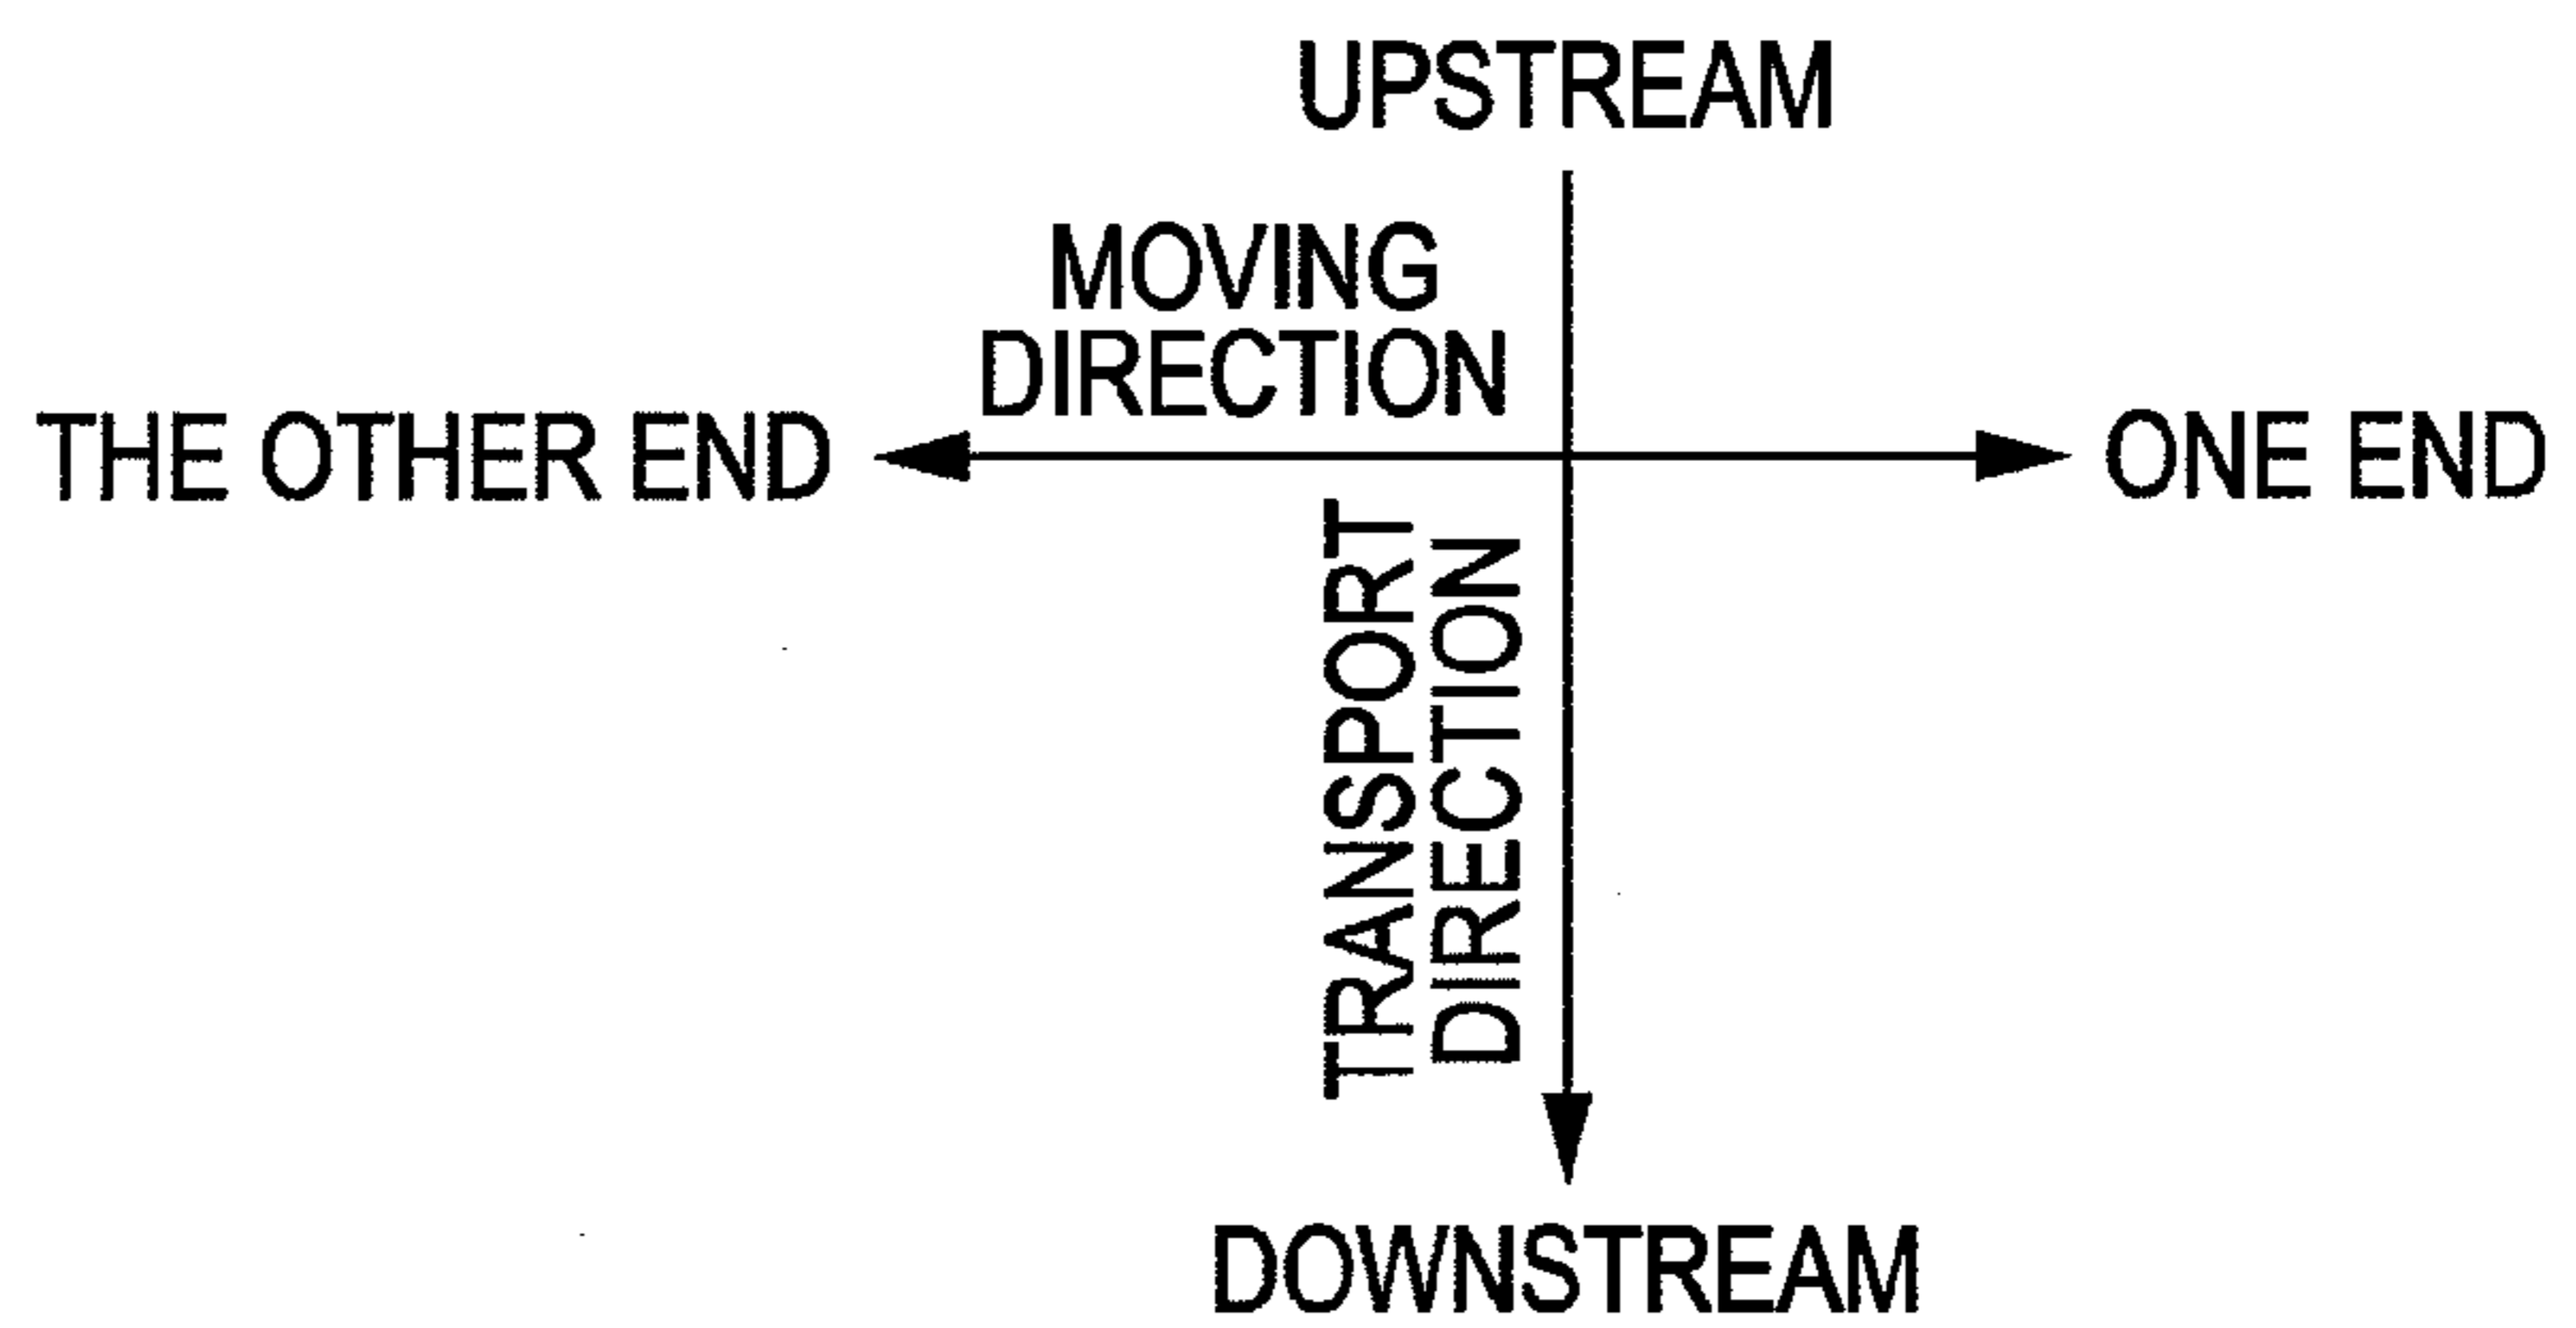 UPSTREAM
MOVING
DIRECTION
THE OTHER END
ONE END
TRANSPORT
DIRECTION
DOWNSTREAM